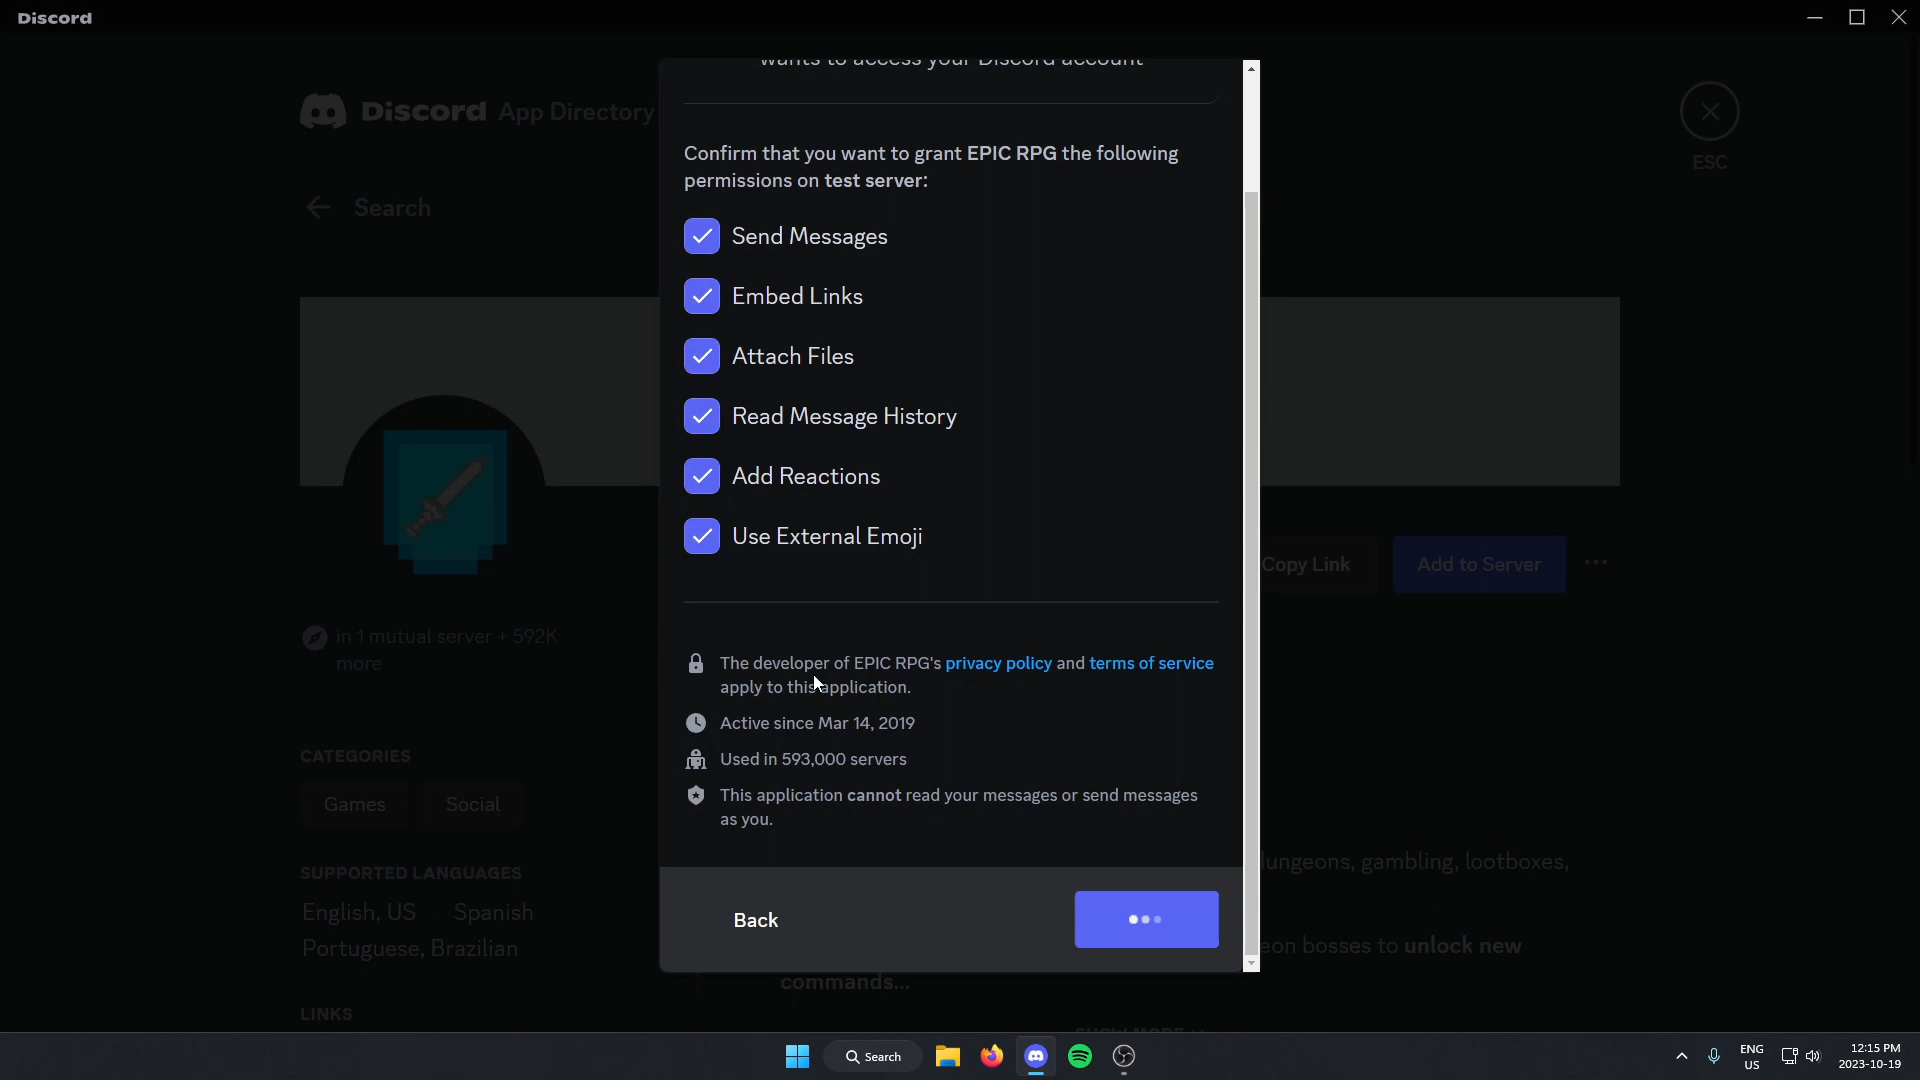 Discord
wants to access your Discord account
Discord App Directory
ESC
Confirm that you want to grant EPIC RPG the following
permissions on test server:
Search
Send Messages
Embed Links
Attach Files
Read Message History
Add Reactions
Use External Emoji
Copy Link
Add to Server
in 1 mutual server + 592K
more
The developer of EPIC RPG's privacy policy and terms of service
apply to this application.
Active since Mar 14, 2019
Used in 593,000 servers
This application cannot read your messages or send messages
as you.
CATEGORIES
Games Social
SUPPORTED LANGUAGES
English, US Spanish
Portuguese, Brazilian
gambling, lootboxes,
Back
bosses to unlock new
commands...
LINKS
SHOW MORE
Search
ENG
US
12:15 PM
2023-10-19